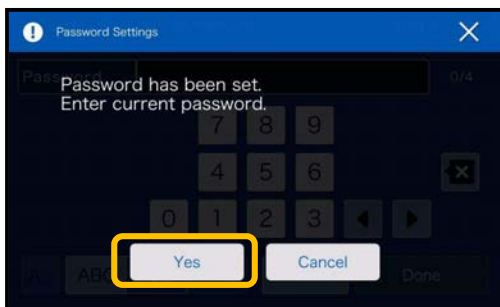 Password Settings
Password
0/4
Password has been set.
Enter current password.
7 8 9
4 5 6
0 1 2 3
Yes
Cancel
Done